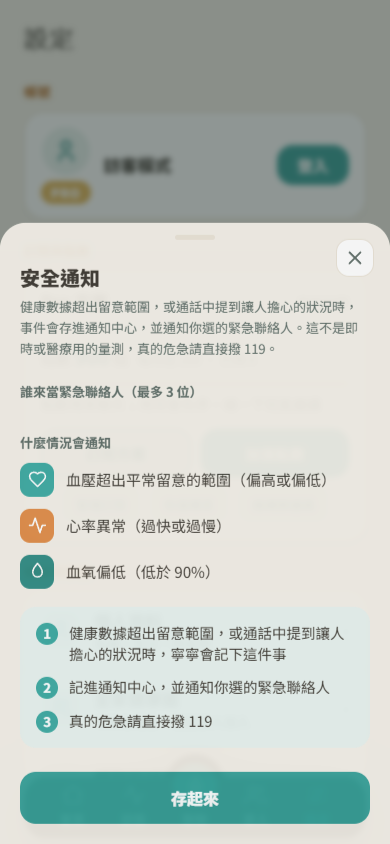 設定
訪客模式
登入
安全通知
健康數據超出留意範圍，或通話中提到讓人擔心的狀況時，
事件會存進通知中心，並通知你選的緊急聯絡人。這不是即
時或醫療用的量測，真的危急請直接撥 119。
誰來當緊急聯絡人（最多 3 位）
什麼情況會通知
血壓超出平常留意的範圍（偏高或偏低）
心率異常（過快或過慢）
血氧偏低（低於 90%）
1 健康數據超出留意範圍，或通話中提到讓人
擔心的狀況時，寧寧會記下這件事
2 記進通知中心，並通知你選的緊急聯絡人
3 真的危急請直接撥 119
存起來